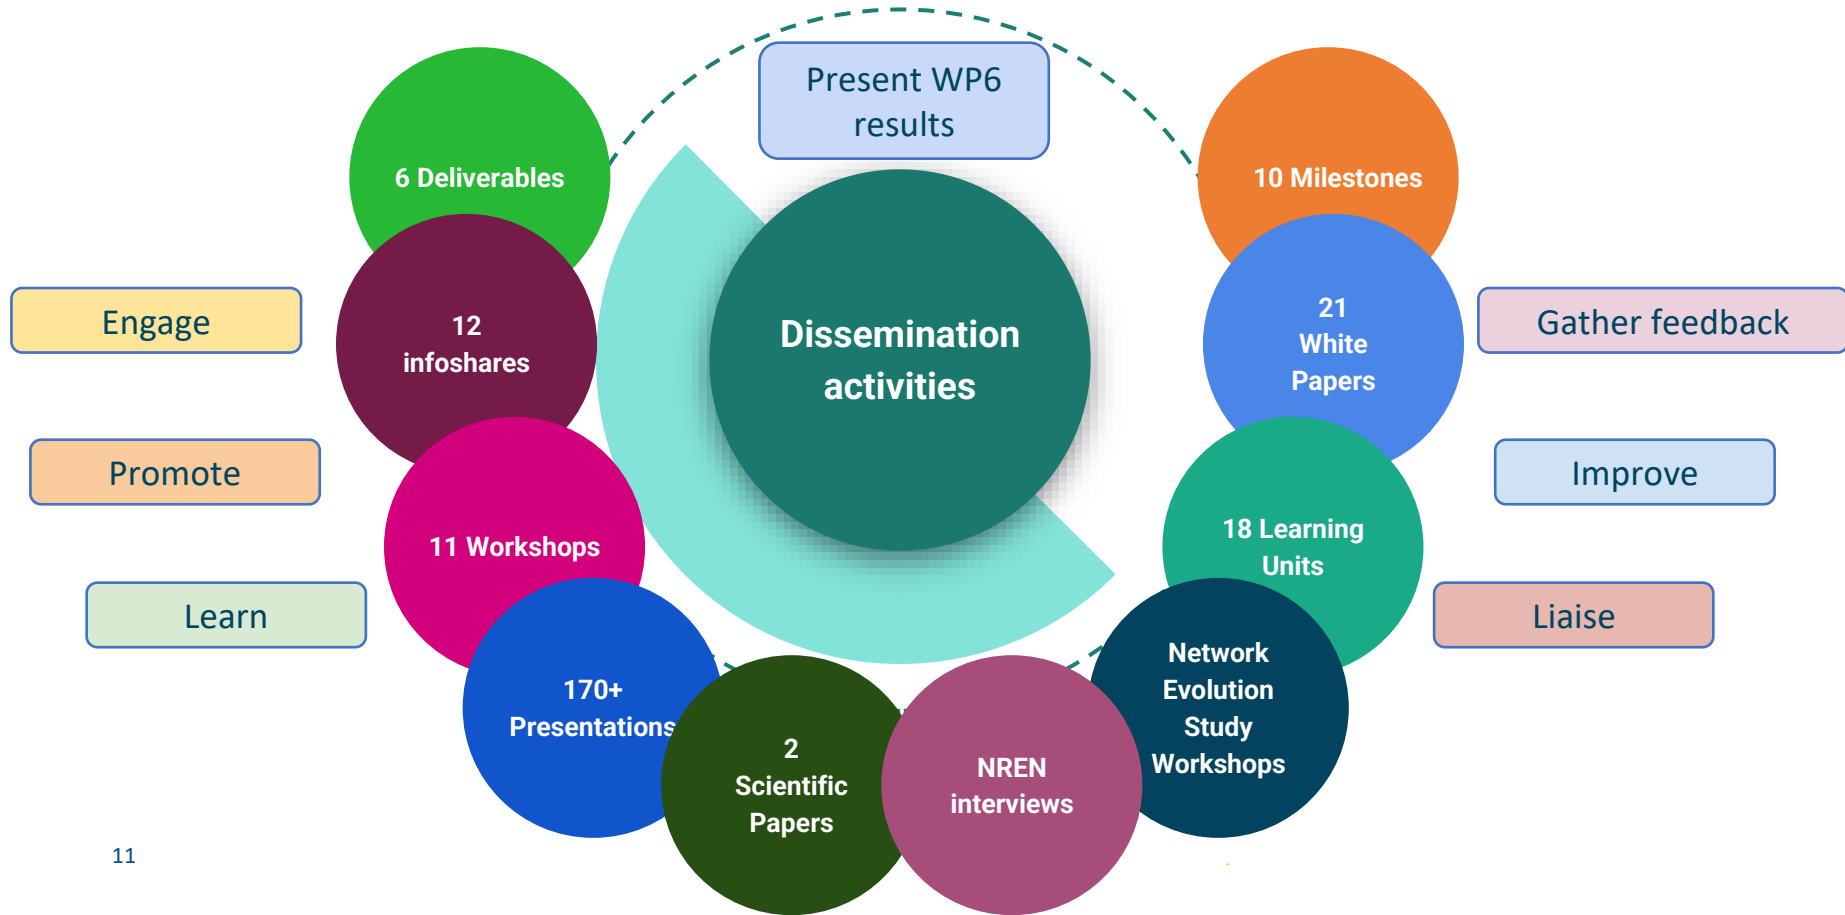 Present WP6
results
6 Deliverables
10 Milestones
Engage
12
infoshares
Dissemination
activities
21
White
Papers
Gather feedback
Promote
Improve
11 Workshops
18 Learning
Units
Learn
Liaise
170+
Presentations
2
Scientific
Papers
NREN
interviews
Network
Evolution
Study
Workshops
11